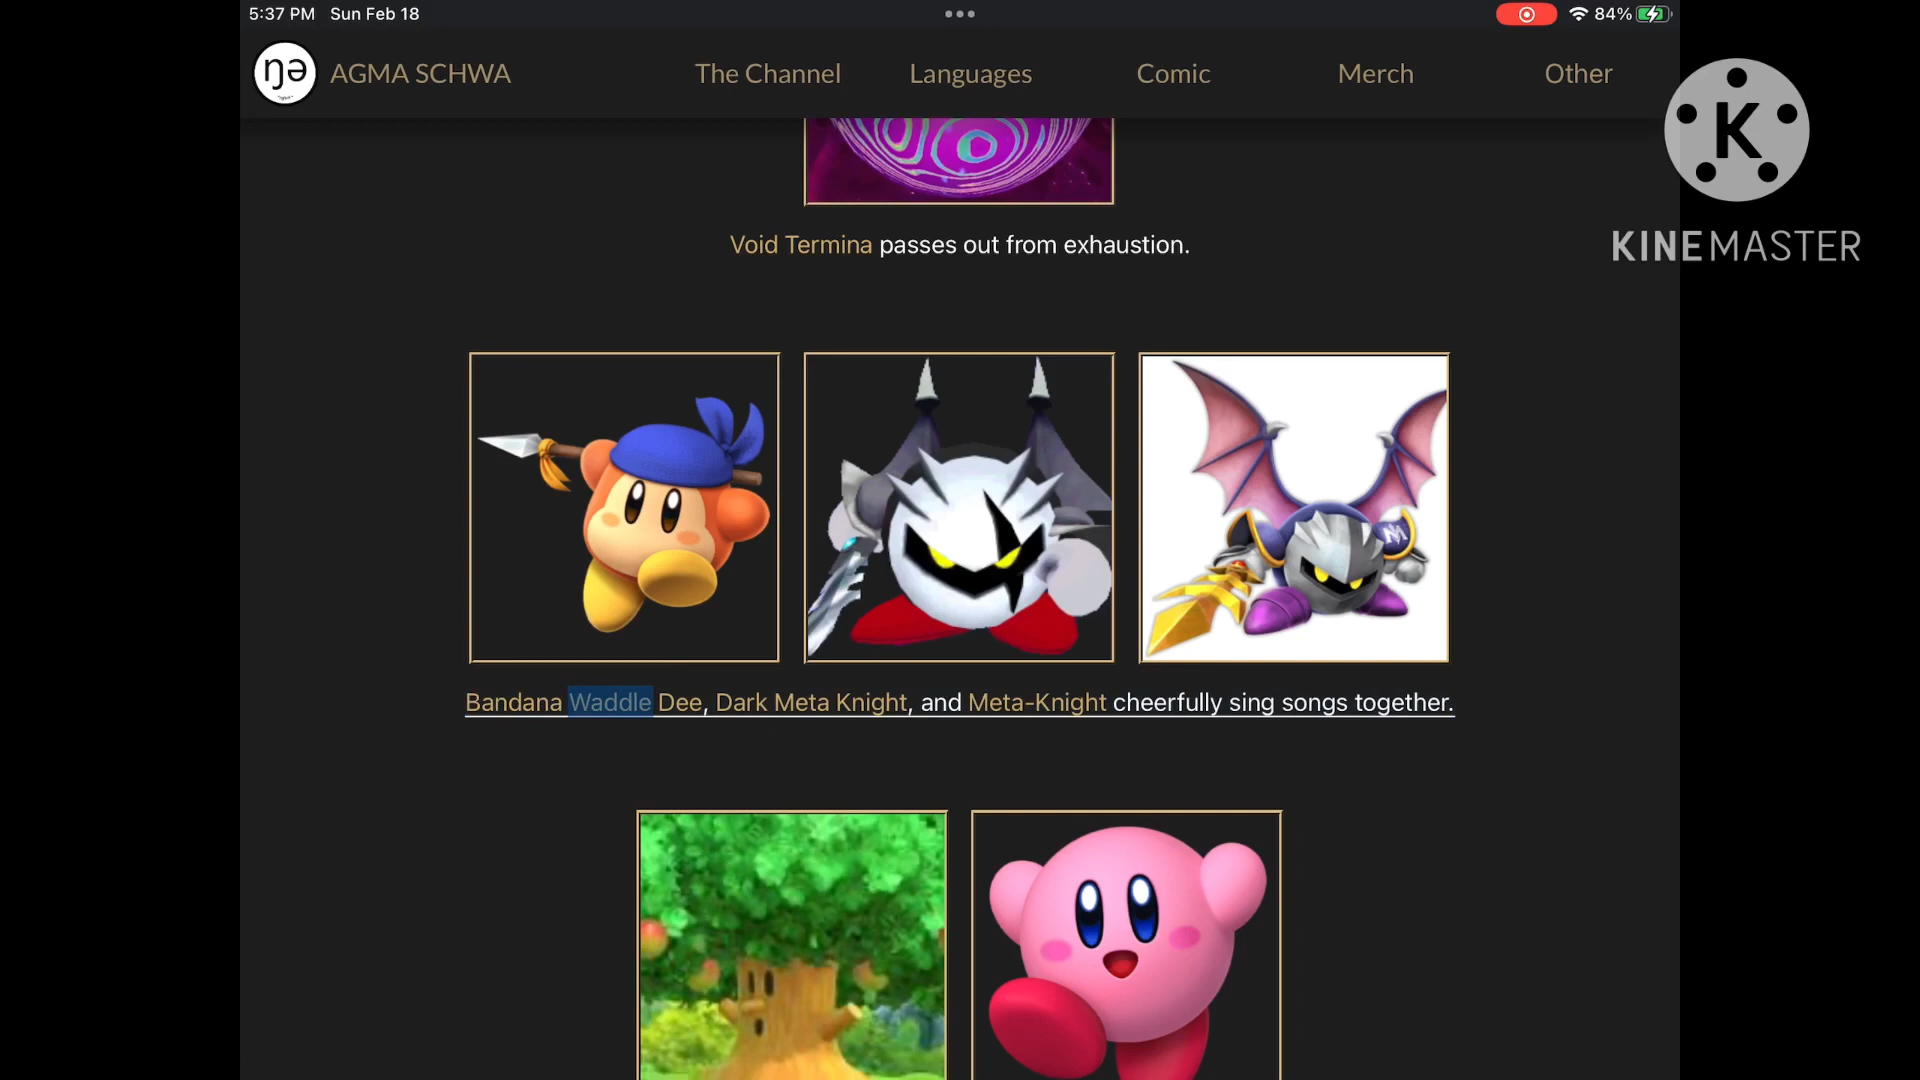 5:37 PM Sun Feb 18
84%
ŋə AGMA SCHWA The Channel Languages Comic Merch Other
K
KINEMASTER
Void Termina passes out from exhaustion.
M
Bandana Waddle Dee, Dark Meta Knight, and Meta-Knight cheerfully sing songs together.